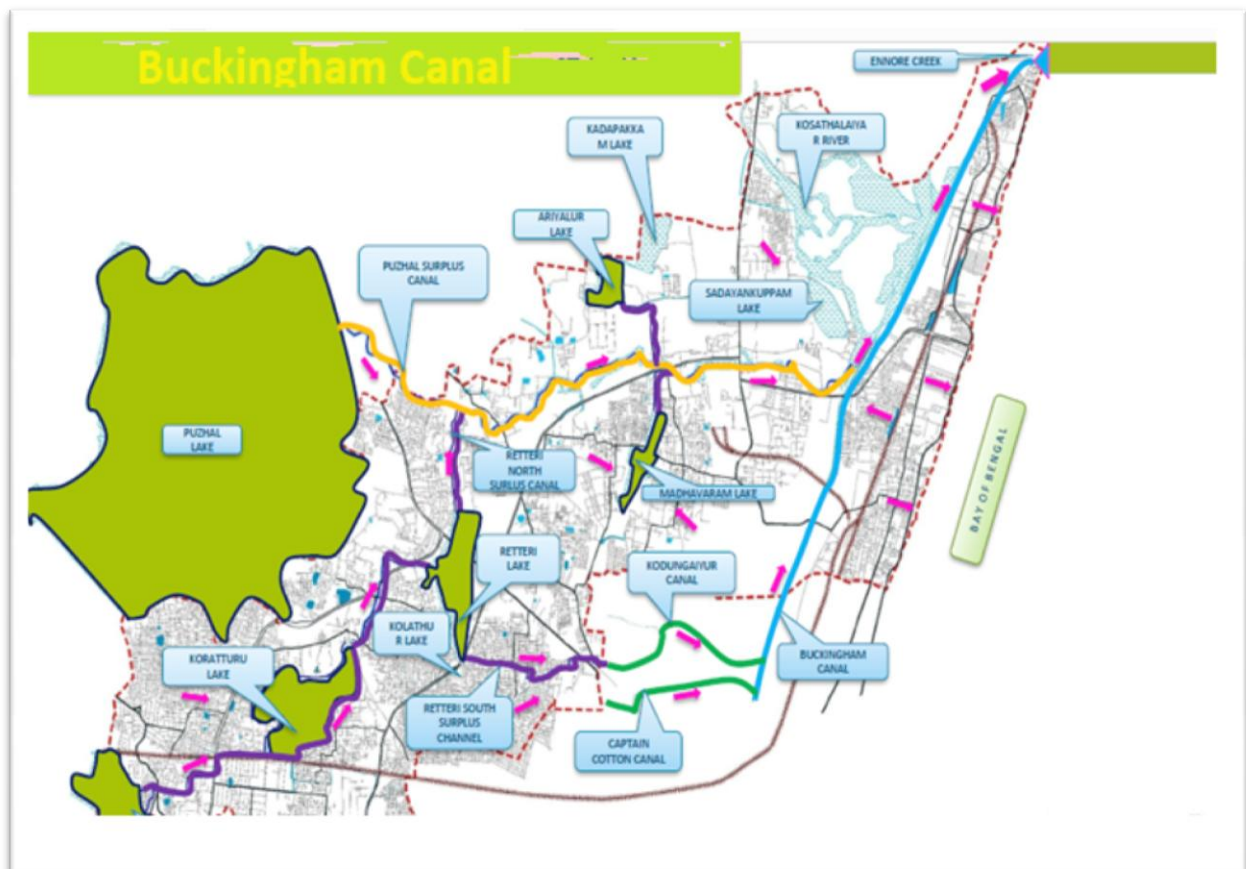 Buckingham Canal
ENNORE CREEK
KADAPAKKA
M LAKE
KOSATHALAIYA
R RIVER
ARIYALUR
LAKE
PUZHAL SURPLUS
CANAL
SADAYANKUPPAM
LAKE
PUZHAL
LAKE
RETTERI
NORTH
SURLUS CANAL
MADHAVARAM LAKE
BAY OF BENGAL
RETTERI
LAKE
KODUNGAIYUR
CANAL
KOLATHU
R LAKE
KORATTURU
LAKE
BUCKINGHAM
CANAL
RETTERI SOUTH
SURPLUS
CHANNEL
CAPTAIN
COTTON CANAL